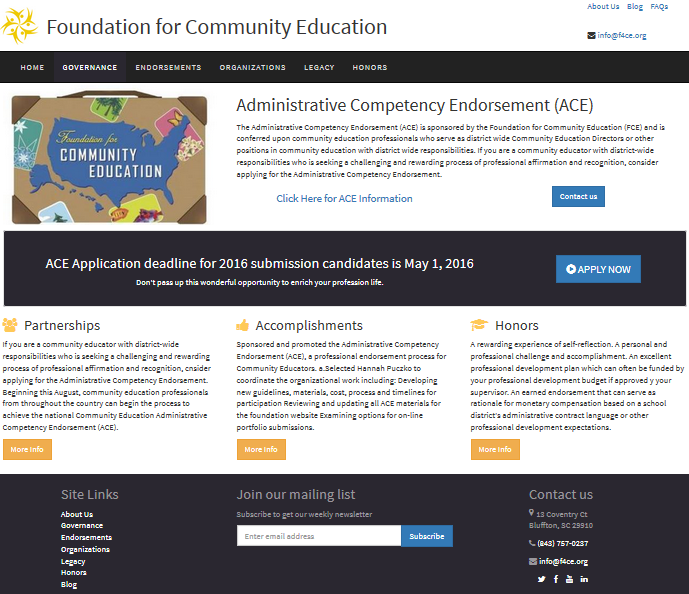 About Us Blog FAQs
Foundation for Community Education
info@f4ce.org
HOME GOVERNANCE ENDORSEMENTS ORGANIZATIONS LEGACY HONORS
Foundation for
COMMUNITY
EDUCATION
Administrative Competency Endorsement (ACE)
The Administrative Competency Endorsement (ACE) is sponsored by the Foundation for Community Education (FCE) and is
conferred upon community education professionals who serve as district wide Community Education Directors or other
positions in community education with district wide responsibilities. If you are a community educator with district-wide
responsibilities who is seeking a challenging and rewarding process of professional affirmation and recognition, consider
applying for the Administrative Competency Endorsement.
Click Here for ACE Information
Contact us
ACE Application deadline for 2016 submission candidates is May 1, 2016
Don't pass up this wonderful opportunity to enrich your profession life.
APPLY NOW
Partnerships
If you are a community educator with district-wide
responsibilities who is seeking a challenging and rewarding
process of professional affirmation and recognition, cnsider
applying for the Administrative Competency Endorsement.
Beginning this August, community education professionals
from throughout the country can begin the process to
achieve the national Community Education Administrative
Competency Endorsement (ACE).
More Info
Accomplishments
Sponsored and promoted the Administrative Competency
Endorsement (ACE), a professional endorsement process for
Community Educators. a.Selected Hannah Puczko to
coordinate the organizational work including: Developing
new guidelines, materials, cost, process and timelines for
participation Reviewing and updating all ACE materials for
the foundation website Examining options for on-line
portfolio submissions.
More Info
Honors
A rewarding experience of self-reflection. A personal and
professional challenge and accomplishment. An excellent
professional development plan which can often be funded by
your professional development budget if approved y your
supervisor. An earned endorsement that can serve as
rationale for monetary compensation based on a school
district's administrative contract language or other
professional development expectations.
More Info
Site Links
About Us
Governance
Endorsements
Organizations
Legacy
Honors
Blog
Join our mailing list
Subscribe to get our weekly newsletter
Enter email address
Subscribe
Contact us
13 Coventry Ct
Bluffton, SC 29910
(843) 757-0237
info@f4ce.org